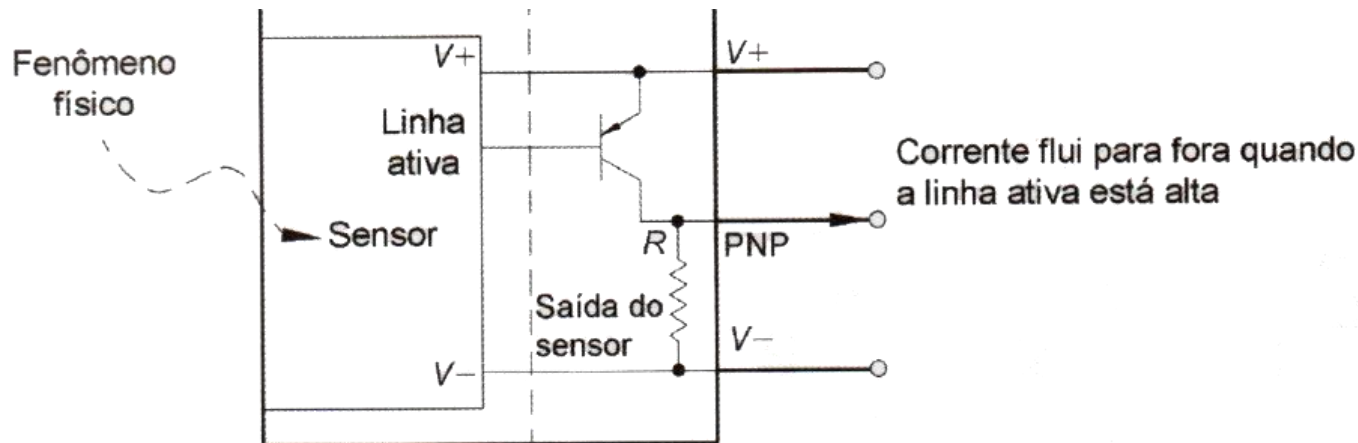 Fenômeno
físico
V+
Linha
ativa
Sensor
V−
Saída do
sensor
R
V+
PNP
V−
Corrente flui para fora quando
a linha ativa está alta